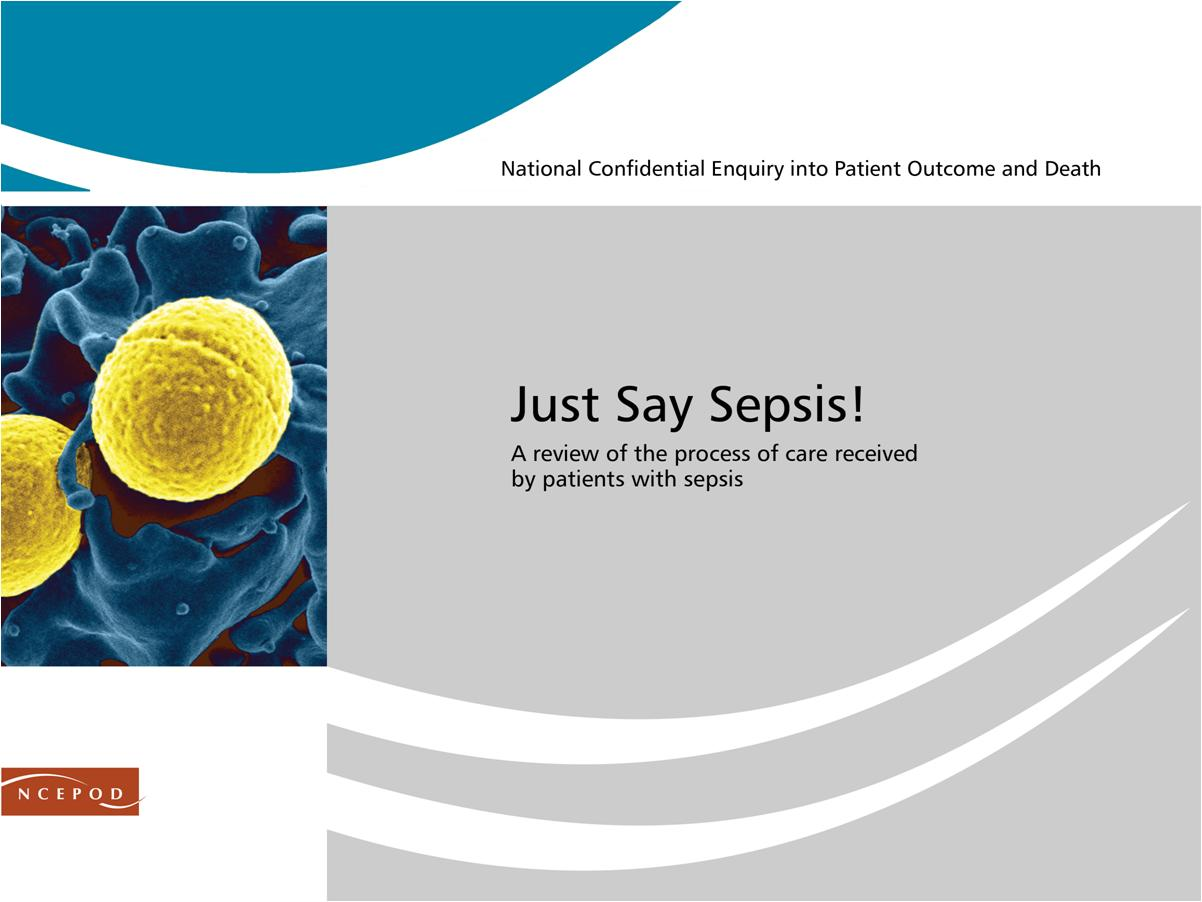 National Confidential Enquiry into Patient Outcome and Death
Just Say Sepsis!
A review of the process of care received
by patients with sepsis
NCEPOD